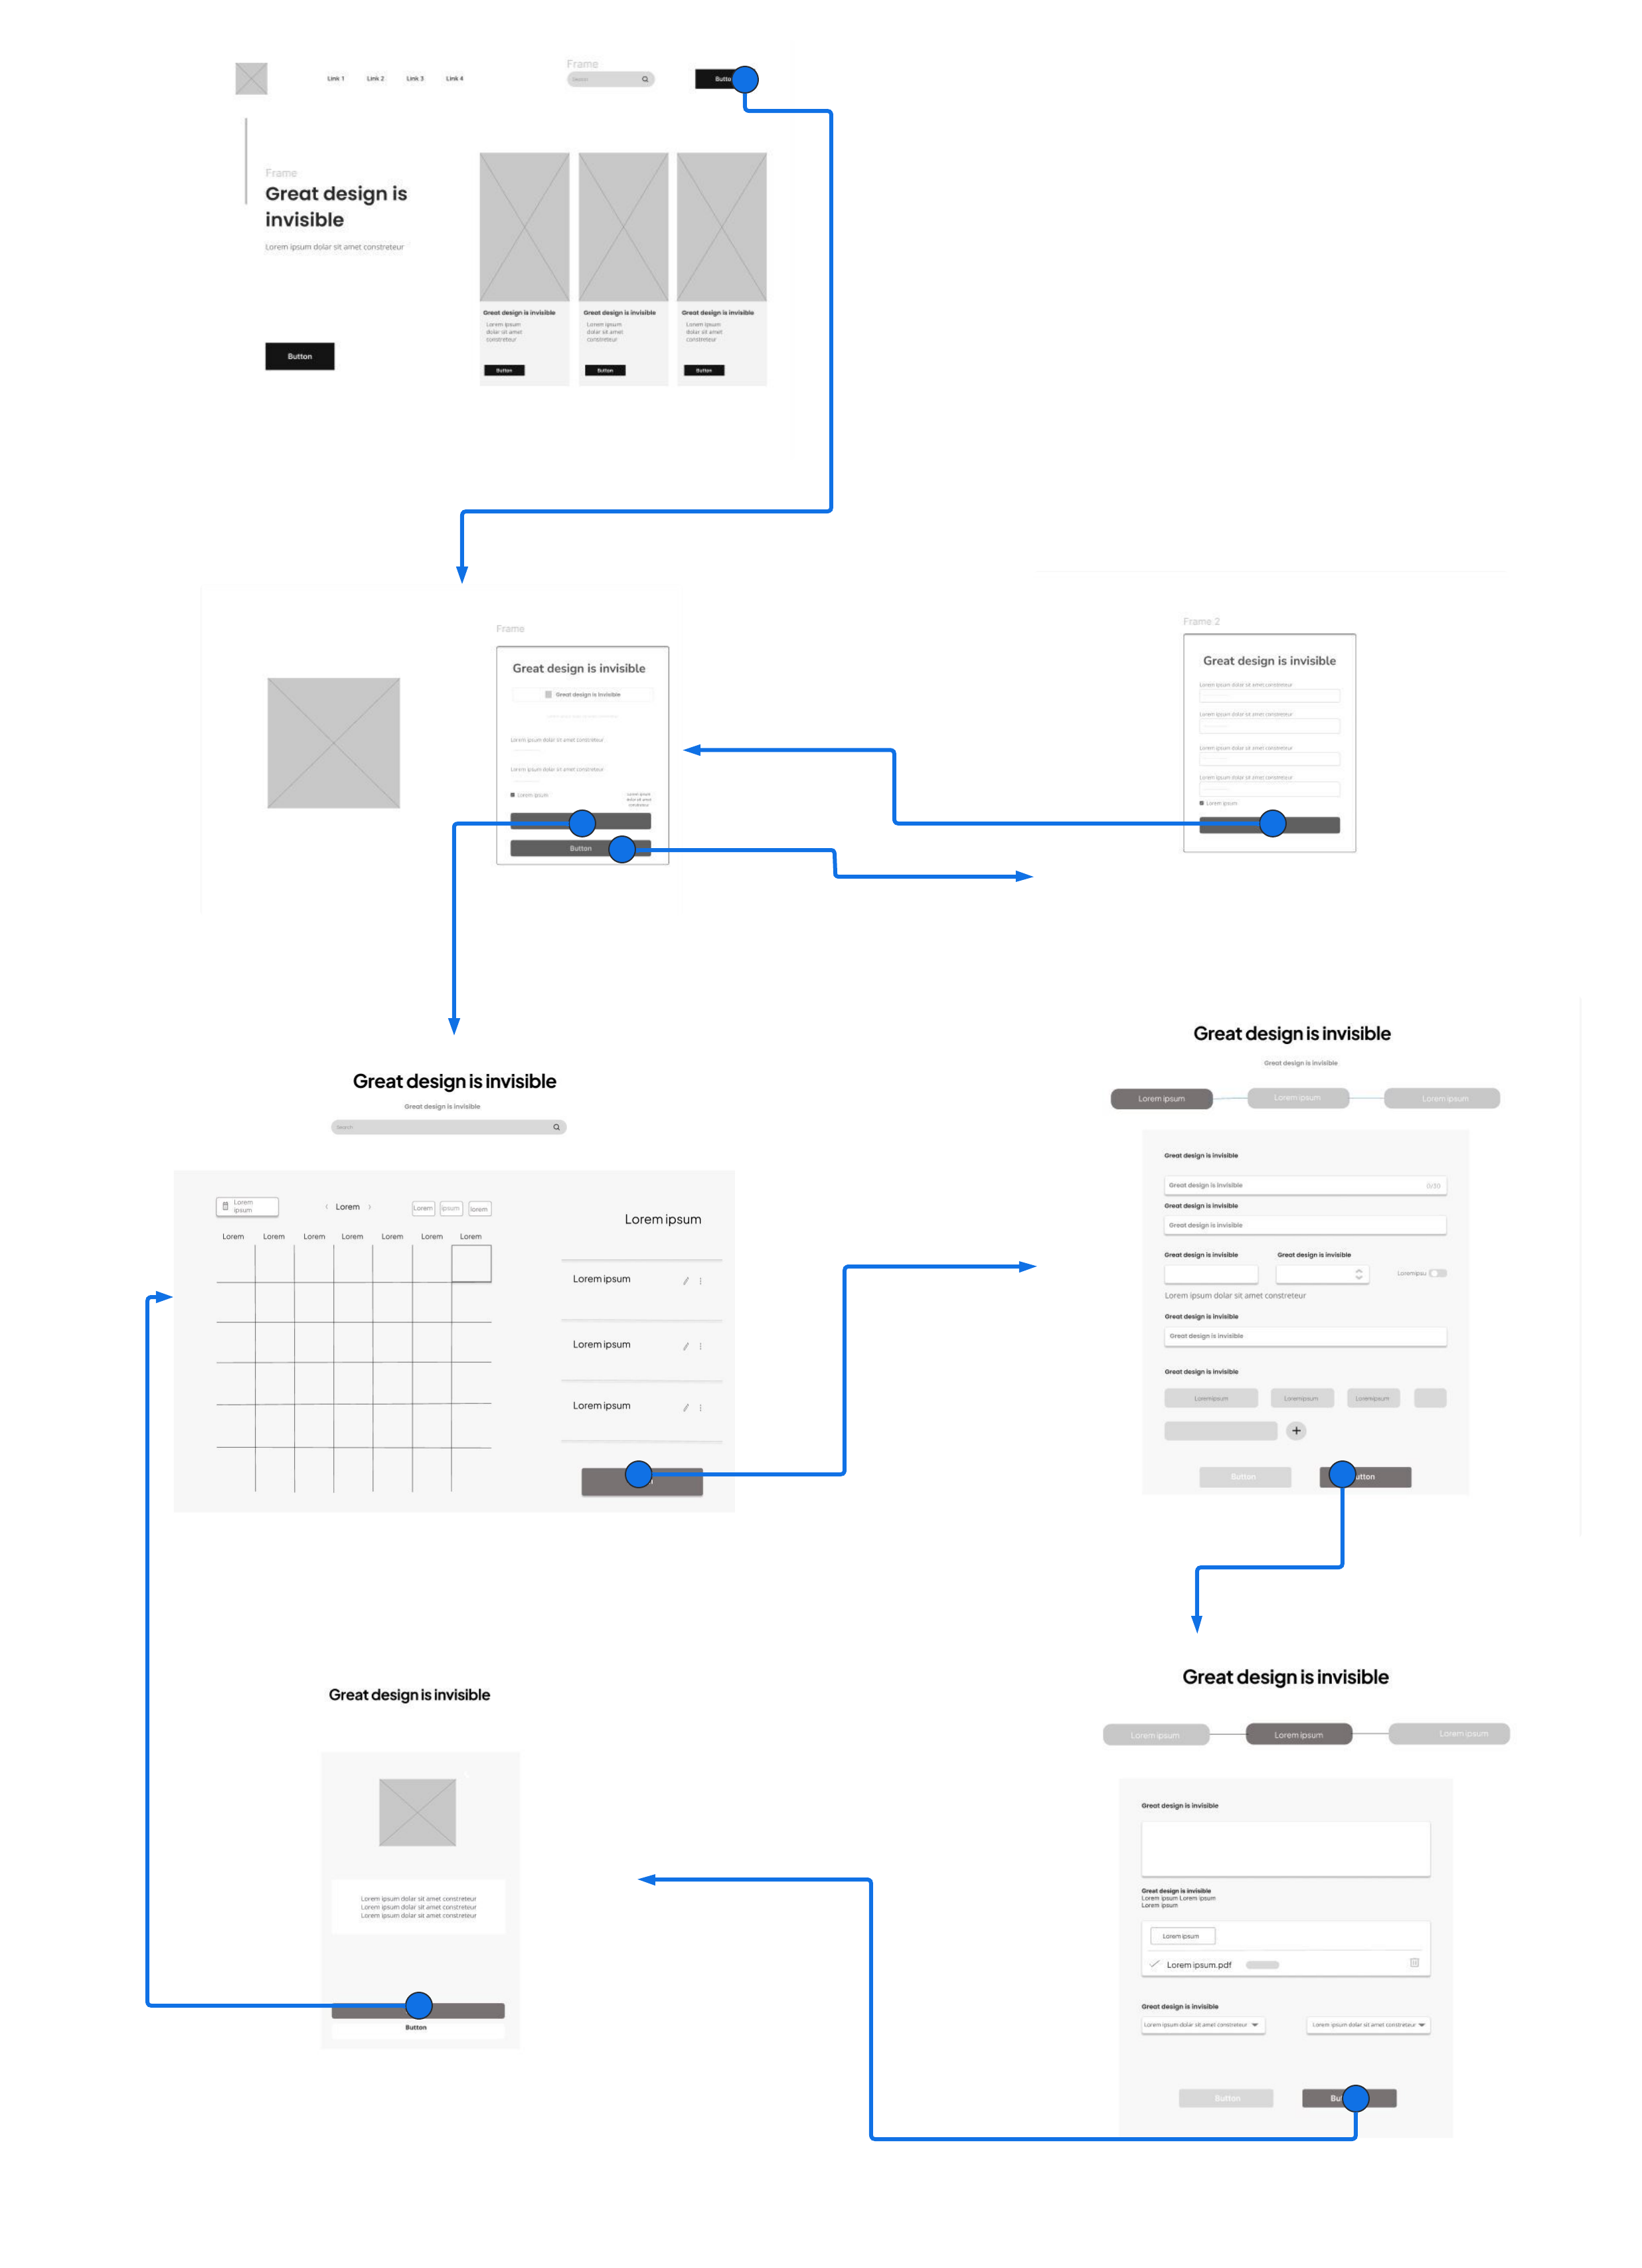 Link 1
Link 2
Link 3
Link 4
Frame
Search
Frame
Great design is
invisible
Lorem ipsum dolar sit amet constreteur
Button
Great design is invisible
Lorem ipsum
dolar sit amet
constreteur
Button
Great design is invisible
Lorem ipsum
dolar sit amet
constreteur
Button
Great design is invisible
Lorem ipsum
dolar sit amet
constreteur
Button
Frame
Great design is invisible
Great design is invisible
Lorem ipsum dolar sit amet constreteur
Lorem ipsum dolar sit amet constreteur
Lorem ipsum
Lorem ipsum
dolar sit amet
constreteur
Button
Frame 2
Great design is invisible
Lorem ipsum dolar sit amet constreteur
Lorem ipsum dolar sit amet constreteur
Lorem ipsum dolar sit amet constreteur
Lorem ipsum dolar sit amet constreteur
Lorem ipsum
Great design is invisible
Great design is invisible
Search
Lorem
ipsum
Lorem
Lorem
ipsum
lorem
Lorem Lorem Lorem Lorem Lorem Lorem Lorem
Lorem ipsum
Lorem ipsum
Lorem ipsum
Lorem ipsum
Great design is invisible
Great design is invisible
Lorem ipsum
Lorem ipsum
Lorem ipsum
Great design is invisible
Great design is invisible
Great design is invisible
Great design is invisible
Great design is invisible
Great design is invisible
Loremipsu
Lorem ipsum dolar sit amet constreteur
Great design is invisible
Great design is invisible
Great design is invisible
Loremipsum
Loremipsum
Loremipsum
Button
Great design is invisible
Lorem ipsum
Lorem ipsum
Lorem ipsum
Great design is invisible
Great design is invisible
Lorem ipsum Lorem ipsum
Lorem ipsum
Lorem ipsum
Lorem ipsum.pdf
Great design is invisible
Lorem ipsum dolar sit amet constreteur
Lorem ipsum dolar sit amet constreteur
Button
Great design is invisible
Lorem ipsum dolar sit amet constreteur
Lorem ipsum dolar sit amet constreteur
Lorem ipsum dolar sit amet constreteur
Button